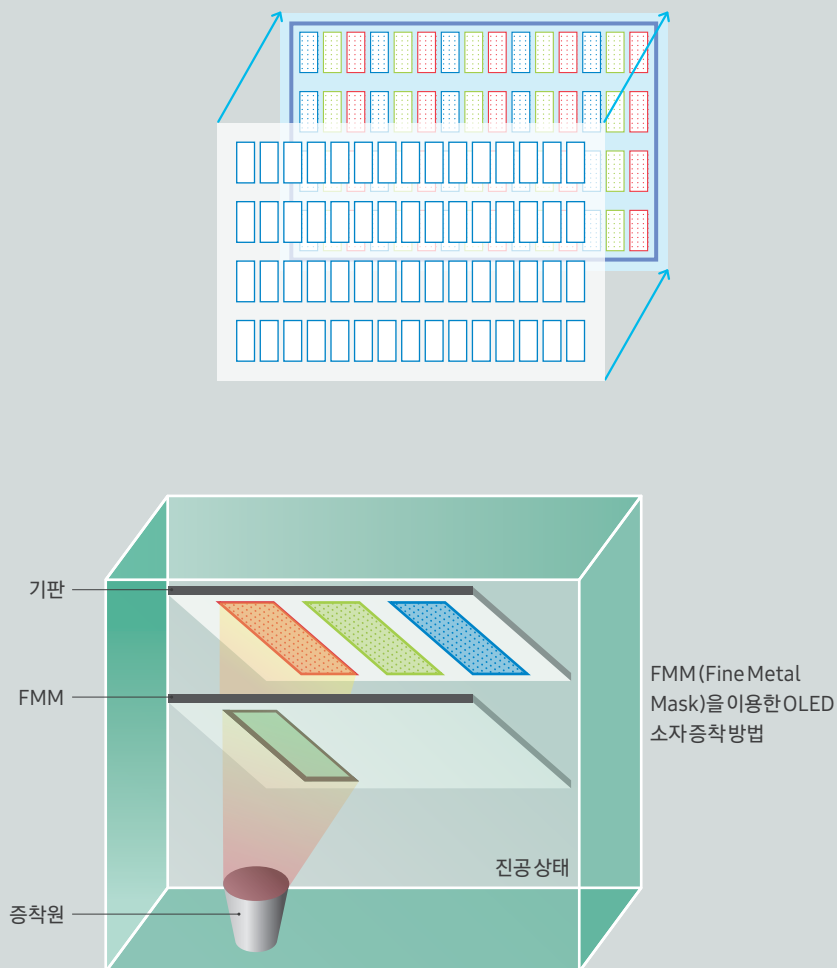 기판
FMM
FMM(Fine Metal
Mask)을 이용한 OLED
소자 증착 방법
진공 상태
증착원